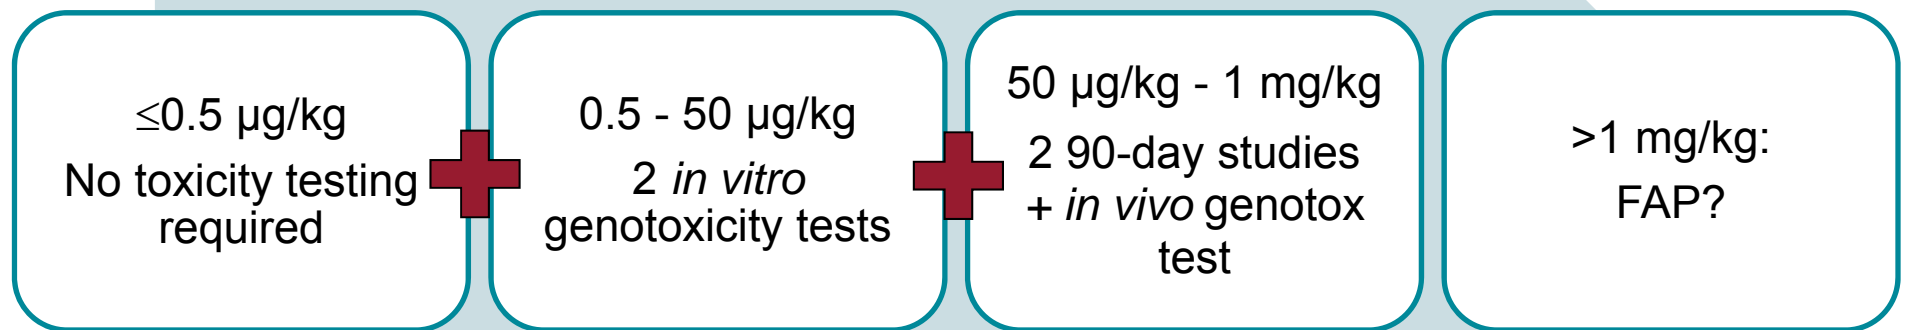 ≤0.5 µg/kg
No toxicity testing
required
0.5 - 50 µg/kg
2 in vitro
genotoxicity tests
50 µg/kg - 1 mg/kg
2 90-day studies
+ in vivo genotox
test
>1 mg/kg:
FAP?